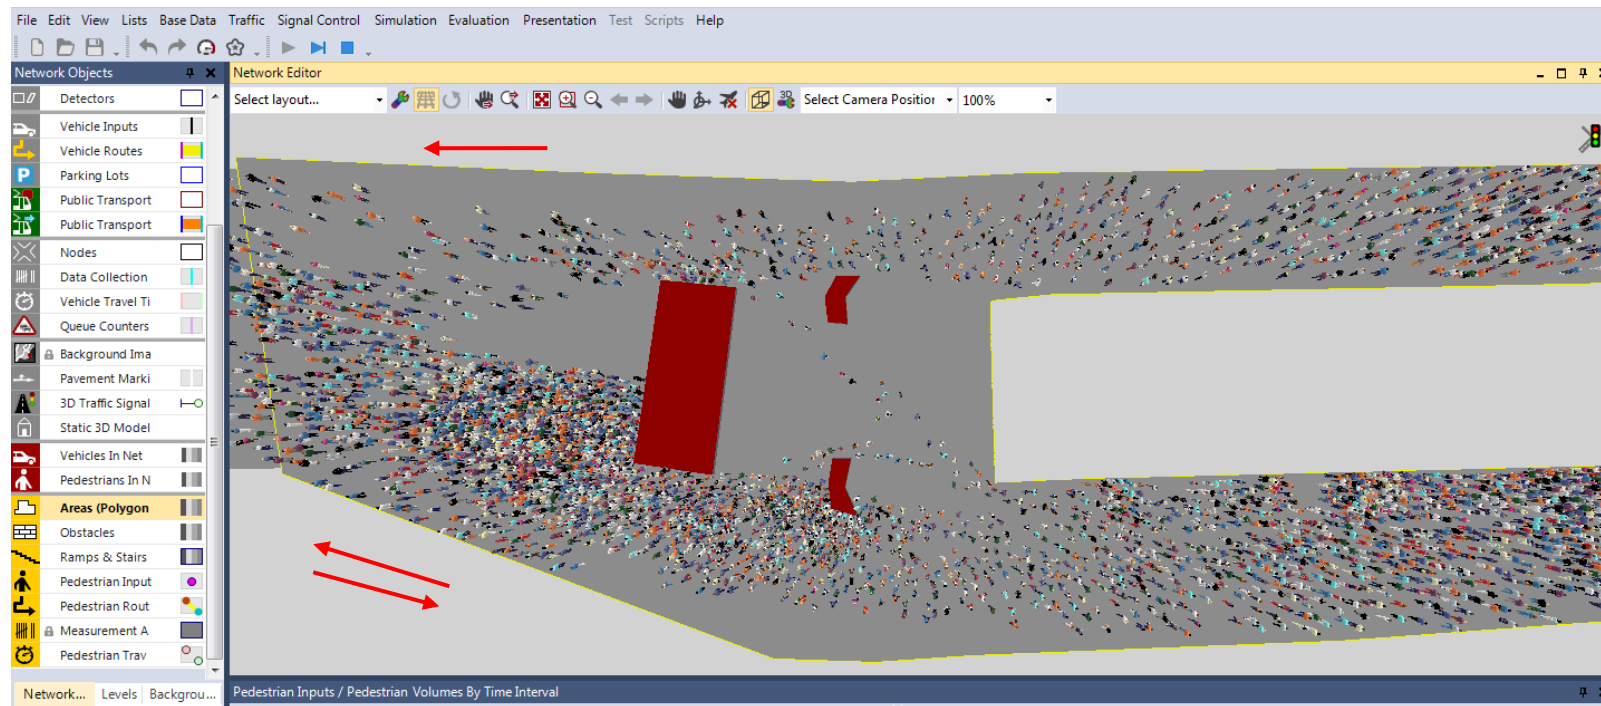 File Edit View Lists Base Data Traffic Signal Control Simulation Evaluation Presentation Test Scripts Help
Network Objects
Network Editor
Select layout...
Select Camera Position
100%
Detectors
Vehicle Inputs
Vehicle Routes
P Parking Lots
Public Transport
Public Transport
Nodes
Data Collection
Vehicle Travel Ti
Queue Counters
Background Ima
Pavement Marki
3D Traffic Signal
Static 3D Model
Vehicles In Net
Pedestrians In N
Areas (Polygon
Obstacles
Ramps & Stairs
Pedestrian Input
Pedestrian Rout
Measurement A
Pedestrian Trav
Network... Levels Backgrou...
Pedestrian Inputs / Pedestrian Volumes By Time Interval